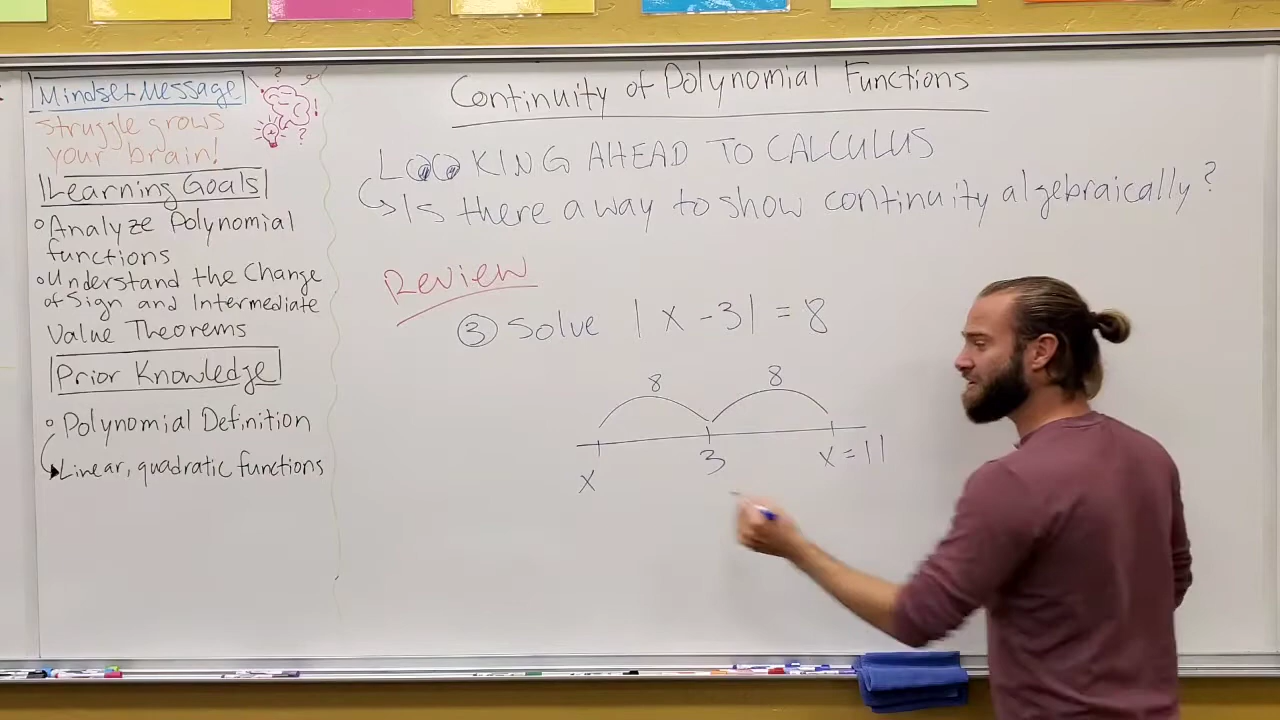 Mindset Message
struggle grows
your brain!
Learning Goals
Analyze Polynomial
functions
Understand the Change
of Sign and Intermediate
Value Theorems
Prior Knowledge
Polynomial Definition
Linear, quadratic functions
Continuity of Polynomial Functions
LOOKING AHEAD TO CALCULUS
Is there a way to show continuity algebraically?
Review
③ Solve |x-3| = 8
8 8
x 3 x = 11